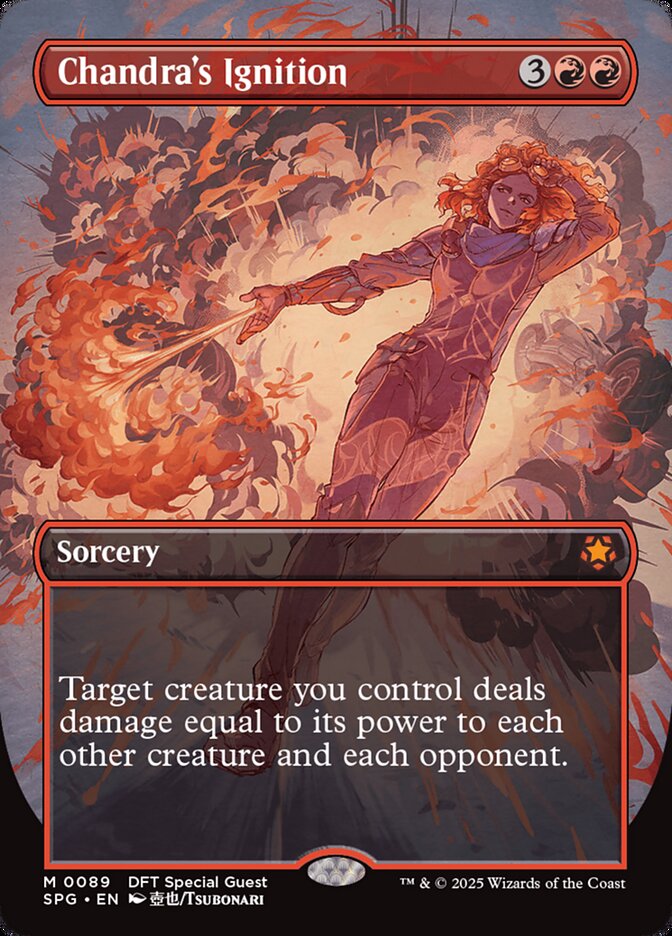 Chandra's Ignition 3
Sorcery
Target creature you control deals
damage equal to its power to each
other creature and each opponent.
M 0089 DFT Special Guest
SPG • EN 壺也/Tsubonari
™ & © 2025 Wizards of the Coast